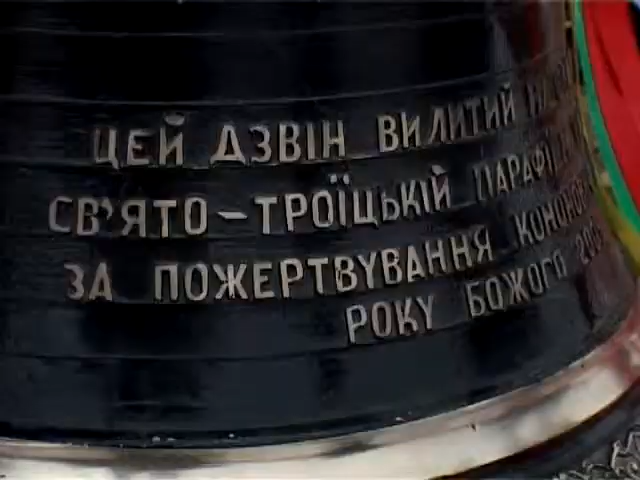 ЦЕЙ ДЗВІН ВИЛИТИЙ
СВ'ЯТО-ТРОЇЦЬКІЙ
ЗА ПОЖЕРТВУВАННЯ
РОКУ БОЖОГО